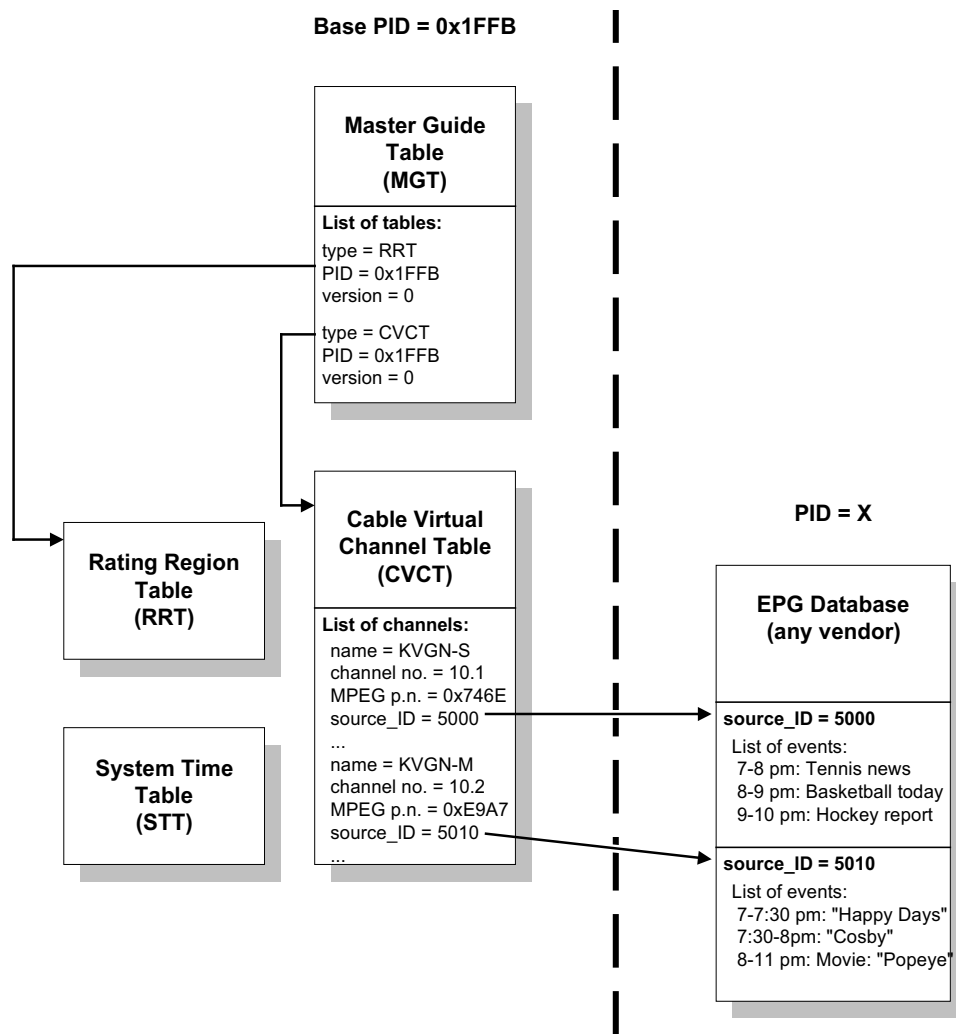 Base PID = 0x1FFB
Master Guide
Table
(MGT)
List of tables:
type = RRT
PID = 0x1FFB
version = 0
type = CVCT
PID = 0x1FFB
version = 0
Rating Region
Table
(RRT)
System Time
Table
(STT)
Cable Virtual
Channel Table
(CVCT)
List of channels:
name = KVGN-S
channel no. = 10.1
MPEG p.n. = 0x746E
source_ID = 5000
...
name = KVGN-M
channel no. = 10.2
MPEG p.n. = 0xE9A7
source_ID = 5010
...
PID = X
EPG Database
(any vendor)
source_ID = 5000
List of events:
7-8 pm: Tennis news
8-9 pm: Basketball today
9-10 pm: Hockey report
source_ID = 5010
List of events:
7-7:30 pm: "Happy Days"
7:30-8pm: "Cosby"
8-11 pm: Movie: "Popeye"